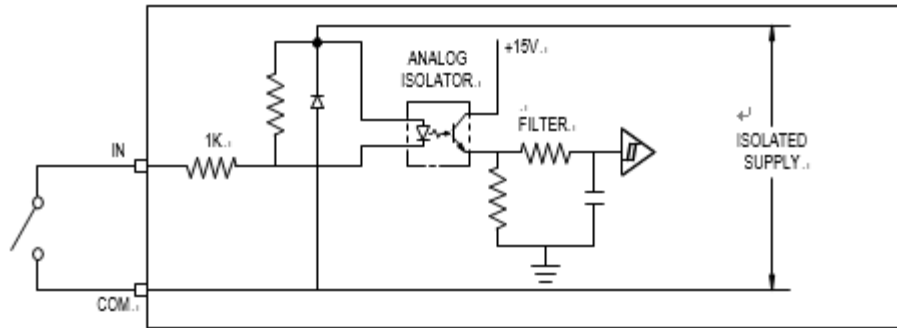 +15V.
ANALOG
ISOLATOR.
FILTER.
ISOLATED
SUPPLY.
1K.
IN
COM.